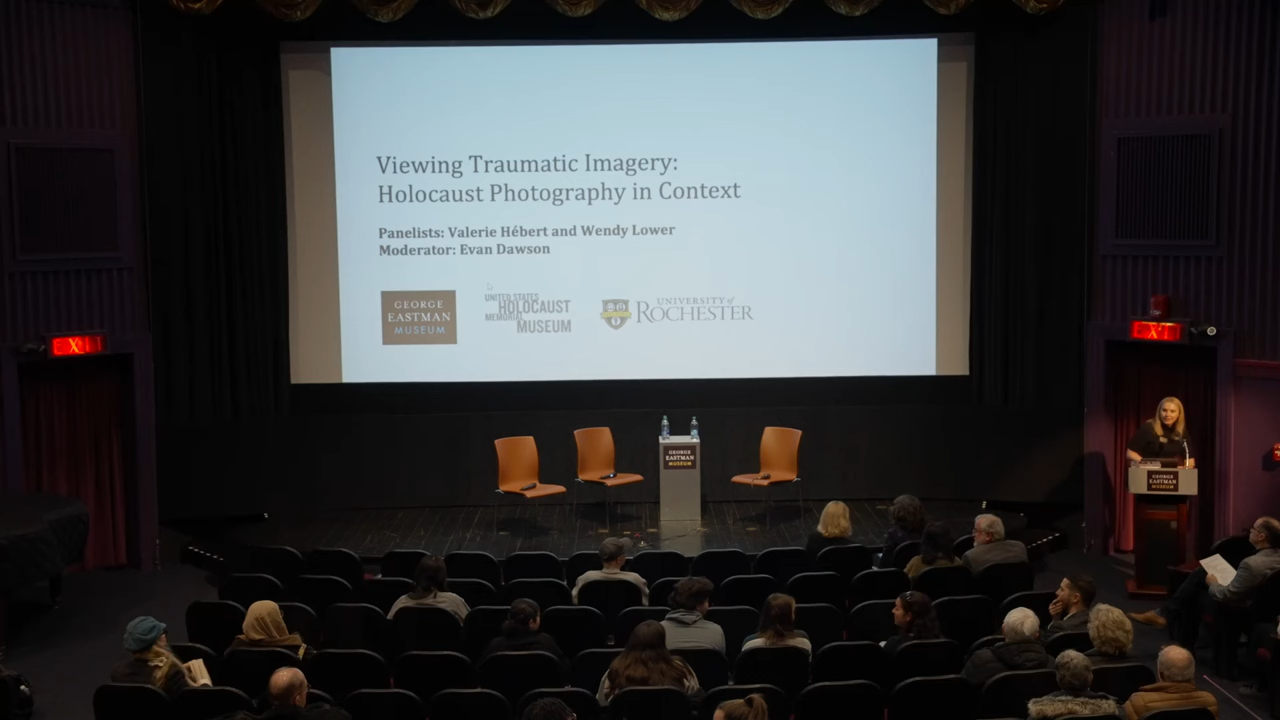 Viewing Traumatic Imagery:
Holocaust Photography in Context
Panelists: Valerie Hébert and Wendy Lower
Moderator: Evan Dawson
GEORGE
EASTMAN
MUSEUM
UNITED STATES
HOLOCAUST
MEMORIAL
MUSEUM
UNIVERSITY of
ROCHESTER
EXIT
EXIT
GEORGE
EASTMAN
MUSEUM
GEORGE
EASTMAN
MUSEUM